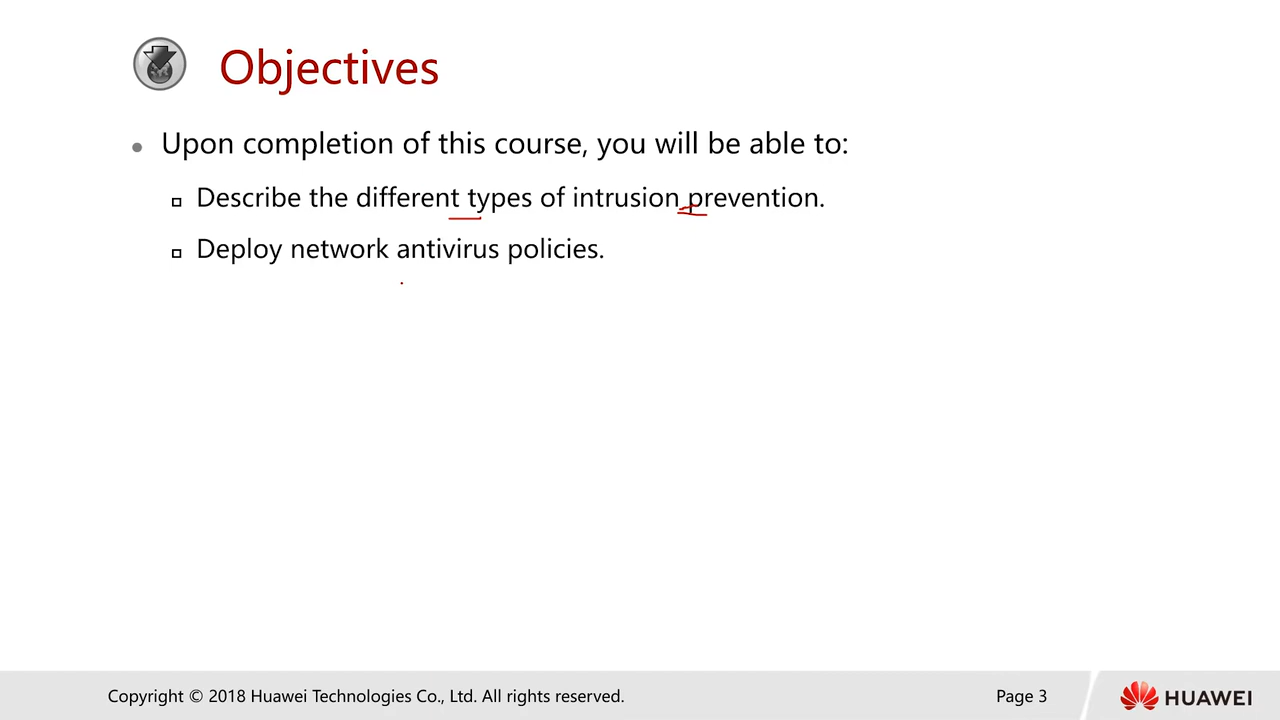 Objectives
Upon completion of this course, you will be able to:
Describe the different types of intrusion prevention.
Deploy network antivirus policies.
Copyright © 2018 Huawei Technologies Co., Ltd. All rights reserved.
Page 3
HUAWEI